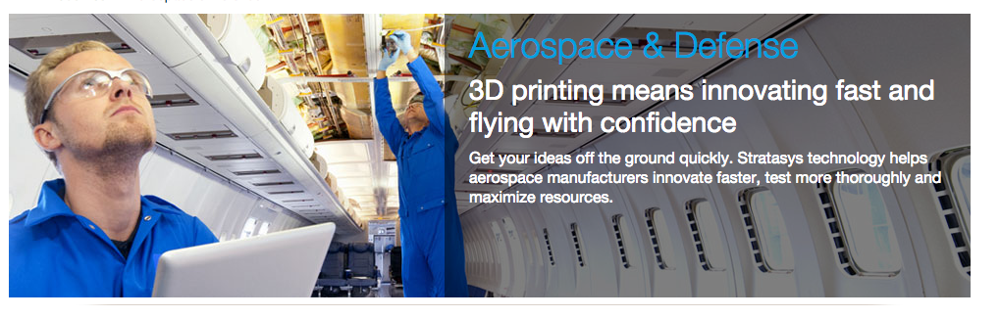 Aerospace & Defense
3D printing means innovating fast and
flying with confidence
Get your ideas off the ground quickly. Stratasys technology helps
aerospace manufacturers innovate faster, test more thoroughly and
maximize resources.